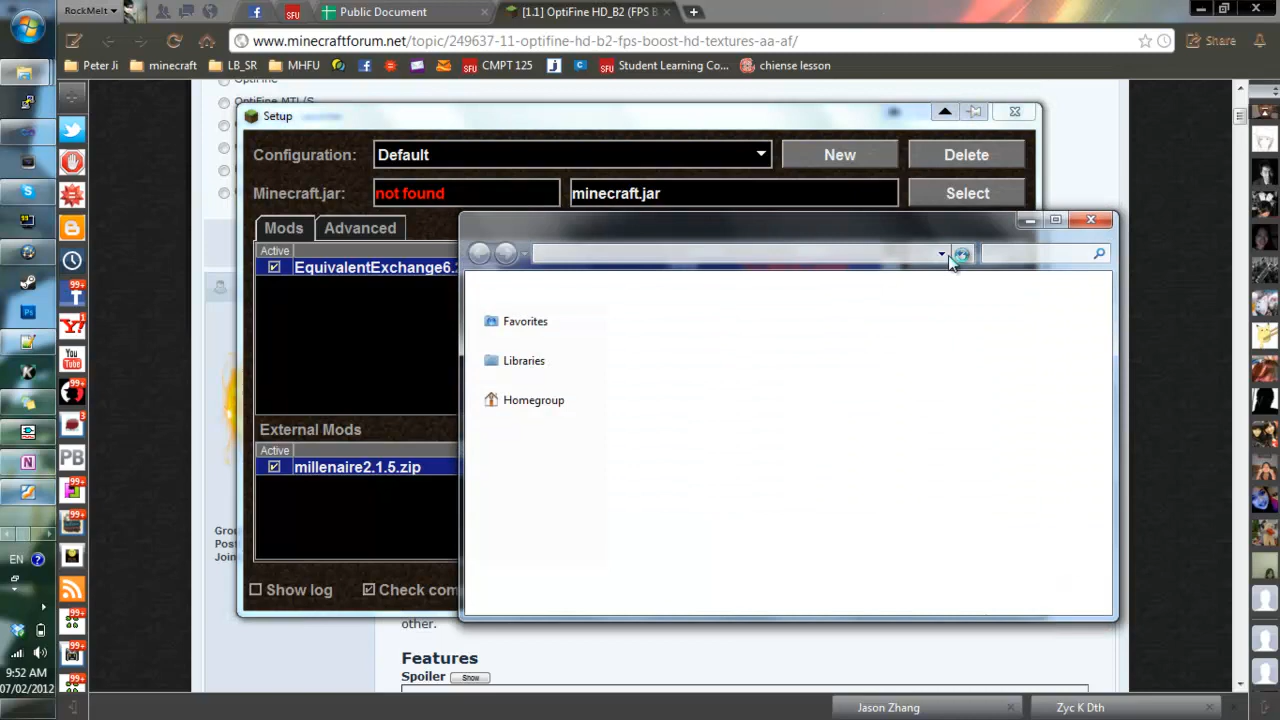 RockMelt
Public Document
[1.1] OptiFine HD_B2 (FPS B
www.minecraftforum.net/topic/249637-11-optifine-hd-b2-fps-boost-hd-textures-aa-af/
Share
Peter Ji
minecraft
LB_SR
MHFU
CMPT 125
Student Learning Co...
chiense lesson
Setup
Configuration:
Default
New
Delete
Minecraft.jar:
not found
minecraft.jar
Select
Mods
Advanced
Active
EquivalentExchange6.
Favorites
Libraries
Homegroup
External Mods
Active
millenaire2.1.5.zip
Show log
Check com
other.
Features
Spoiler
Show
Grou
Post
Join
EN
9:52 AM
07/02/2012
Jason Zhang
Zyc K Dth